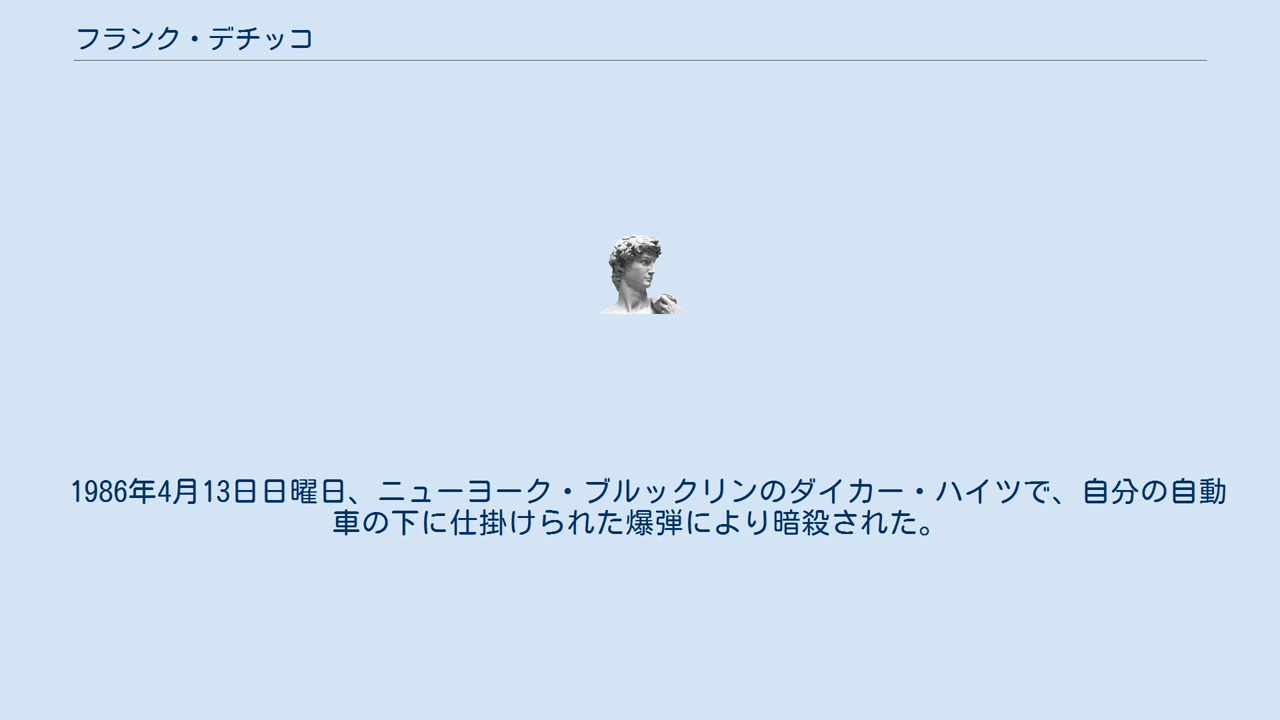 フランク・デチッコ
1986年4月13日日曜日、ニューヨーク・ブルックリンのダイカー・ハイツで、自分の自動
車の下に仕掛けられた爆弾により暗殺された。